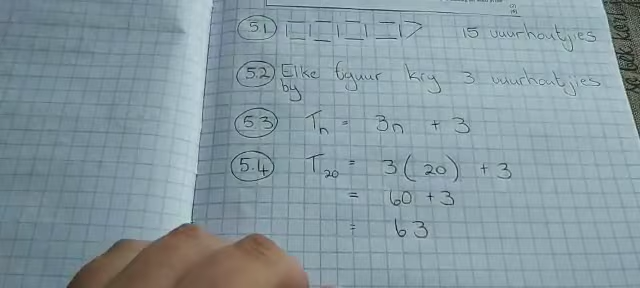 5.1 15 vuurhoutjies
5.2 Elke figuur kry 3 vuurhoutjies
by
5.3 Tn = 3n + 3
5.4 T20 = 3(20) + 3
= 60 + 3
= 63